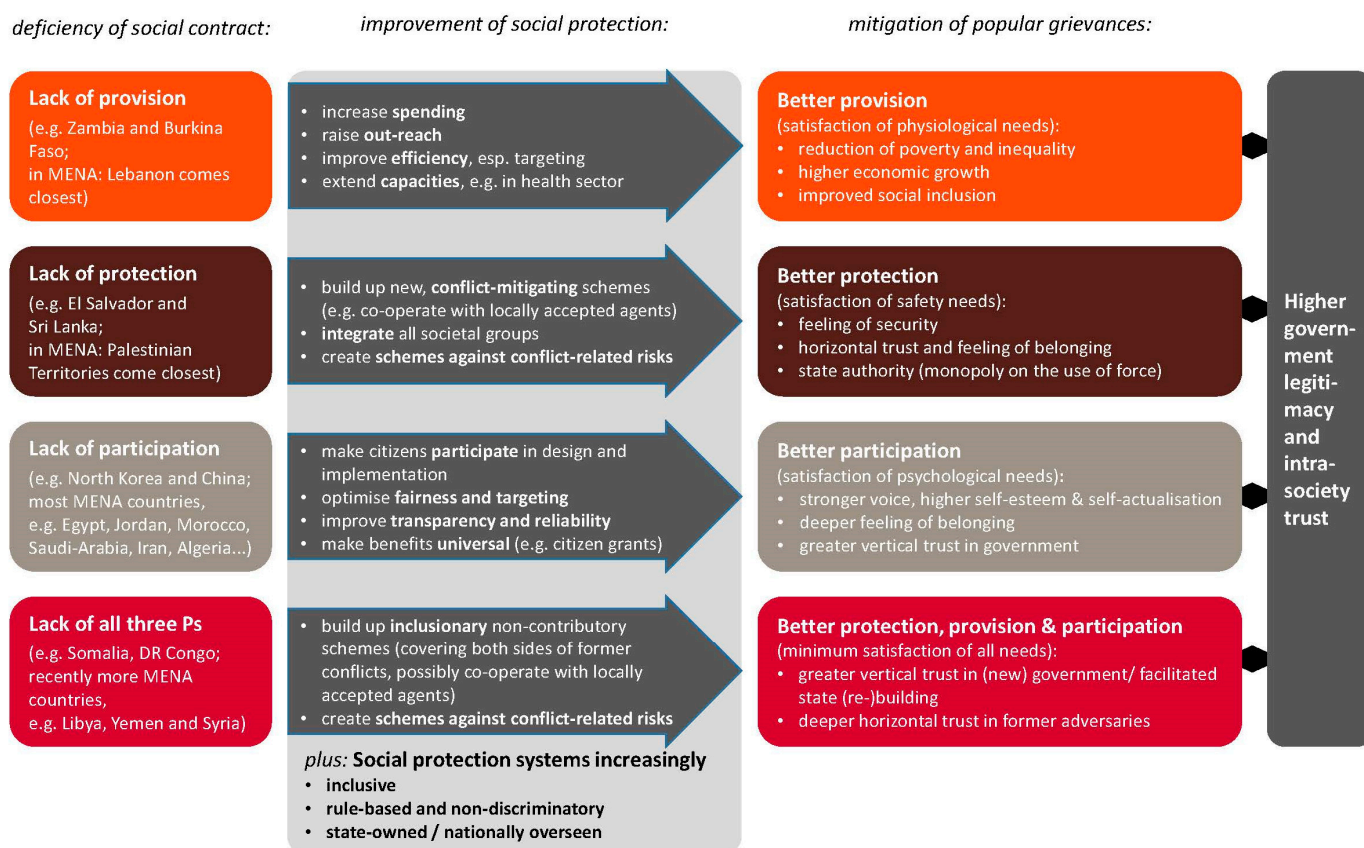 deficiency of social contract:
improvement of social protection:
mitigation of popular grievances:
Lack of provision
(e.g. Zambia and Burkina
Faso;
in MENA: Lebanon comes
closest)
• increase spending
• raise out-reach
• improve efficiency, esp. targeting
• extend capacities, e.g. in health sector
Better provision
(satisfaction of physiological needs):
• reduction of poverty and inequality
• higher economic growth
• improved social inclusion
Lack of protection
(e.g. El Salvador and
Sri Lanka;
in MENA: Palestinian
Territories come closest)
• build up new, conflict-mitigating schemes
(e.g. co-operate with locally accepted agents)
• integrate all societal groups
• create schemes against conflict-related risks
Better protection
(satisfaction of safety needs):
• feeling of security
• horizontal trust and feeling of belonging
• state authority (monopoly on the use of force)
Lack of participation
(e.g. North Korea and China;
most MENA countries,
e.g. Egypt, Jordan, Morocco,
Saudi-Arabia, Iran, Algeria...)
• make citizens participate in design and
implementation
• optimise fairness and targeting
• improve transparency and reliability
• make benefits universal (e.g. citizen grants)
Better participation
(satisfaction of psychological needs):
• stronger voice, higher self-esteem & self-actualisation
• deeper feeling of belonging
• greater vertical trust in government
Lack of all three Ps
(e.g. Somalia, DR Congo;
recently more MENA
countries,
e.g. Libya, Yemen and Syria)
• build up inclusionary non-contributory
schemes (covering both sides of former
conflicts, possibly co-operate with locally
accepted agents)
• create schemes against conflict-related risks
Better protection, provision & participation
(minimum satisfaction of all needs):
• greater vertical trust in (new) government/ facilitated
state (re-)building
• deeper horizontal trust in former adversaries
plus: Social protection systems increasingly
• inclusive
• rule-based and non-discriminatory
• state-owned / nationally overseen
Higher
govern-
ment
legiti-
macy
and
intra-
society
trust